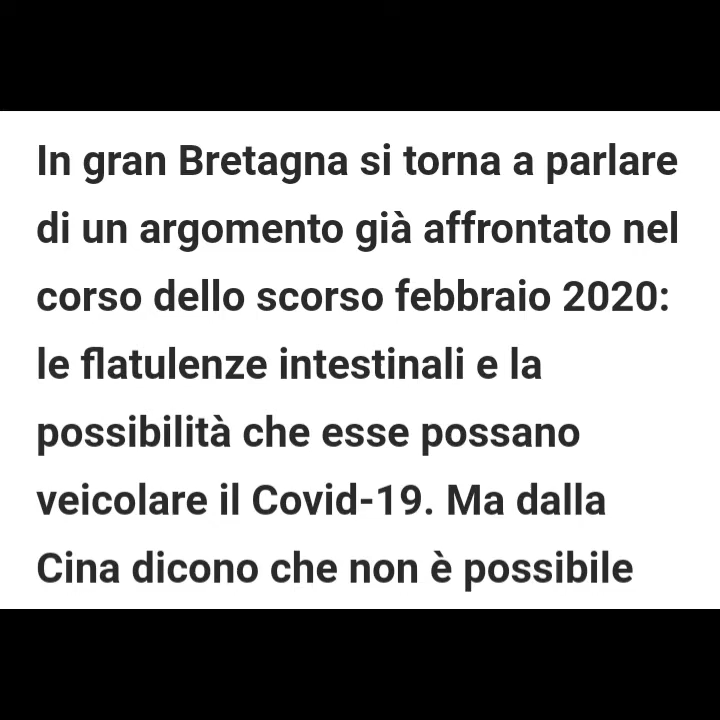 In gran Bretagna si torna a parlare
di un argomento già affrontato nel
corso dello scorso febbraio 2020:
le flatulenze intestinali e la
possibilità che esse possano
veicolare il Covid-19. Ma dalla
Cina dicono che non è possibile